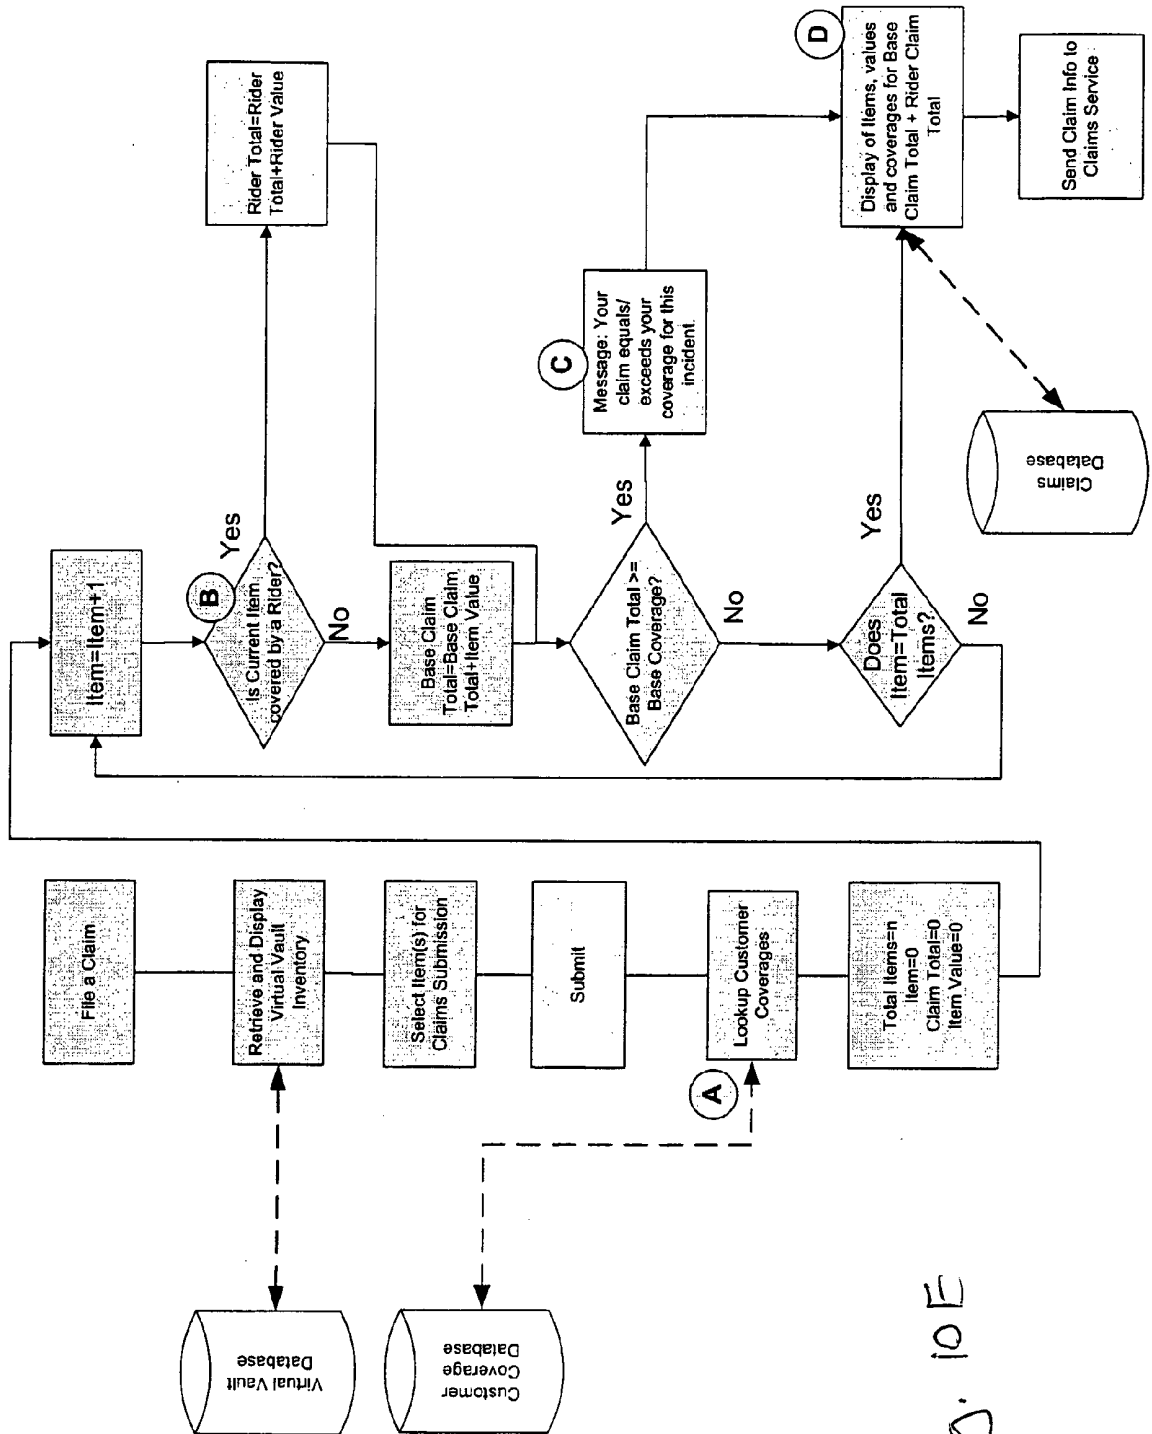 File a Claim
Retrieve and Display
Virtual Vault
Inventory
Virtual Vault
Database
Select Item(s) for
Claims Submission
Submit
A
Lookup Customer
Coverages
Customer
Coverage
Database
Total Items=n
Item=0
Claim Total=0
Item Value=0
Item=Item+1
B
Is Current Item
covered by a Rider?
Yes
No
Rider Total=Rider
Total+Rider Value
Base Claim
Total=Base Claim
Total+Item Value
Base Claim Total >=
Base Coverage?
Yes
No
C
Message: Your
claim equals/
exceeds your
coverage for this
incident.
Does
Item=Total
Items?
Yes
No
D
Display of Items, values
and coverages for Base
Claim Total + Rider Claim
Total
Claims
Database
Send Claim Info to
Claims Service
10E